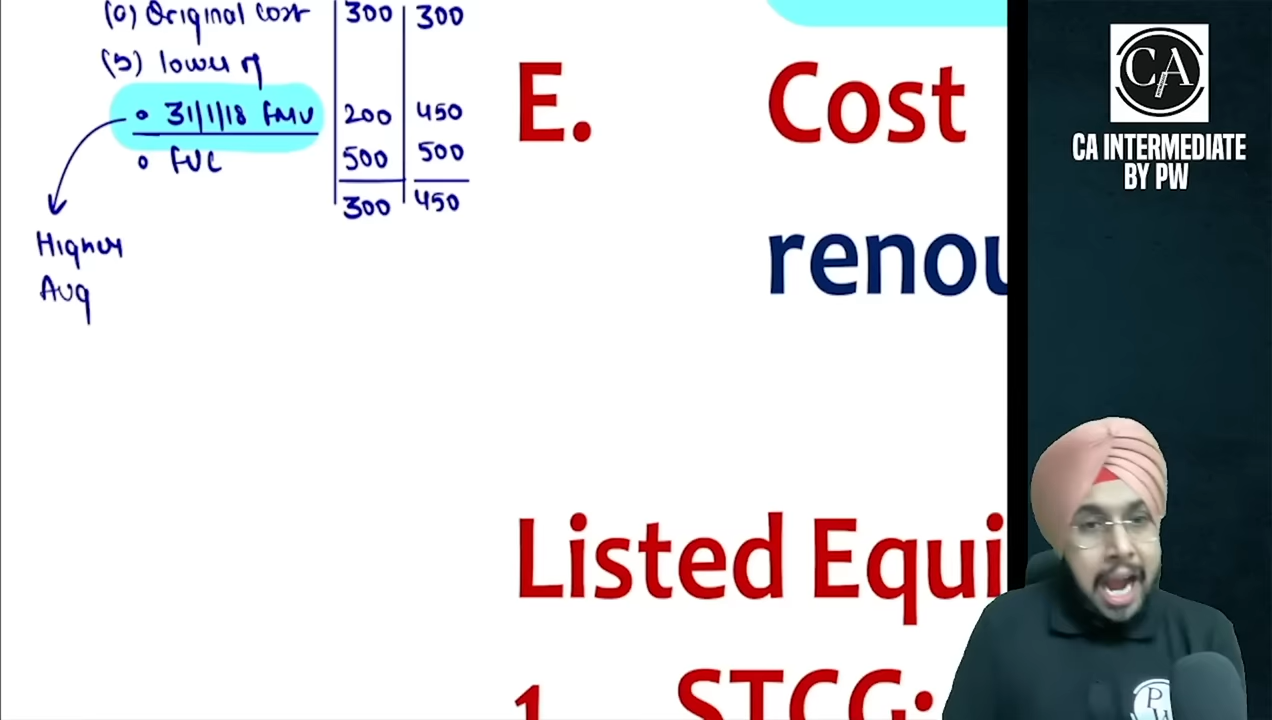 (a) Original Cost 300 300
(b) lower of
• 31/1/18 FMV 200 450
• FVC 500 500
300 450
Higher
Avg
E. Cost
renou
Listed Equi
1. STCG:
CA
CA INTERMEDIATE
BY PW
P
W